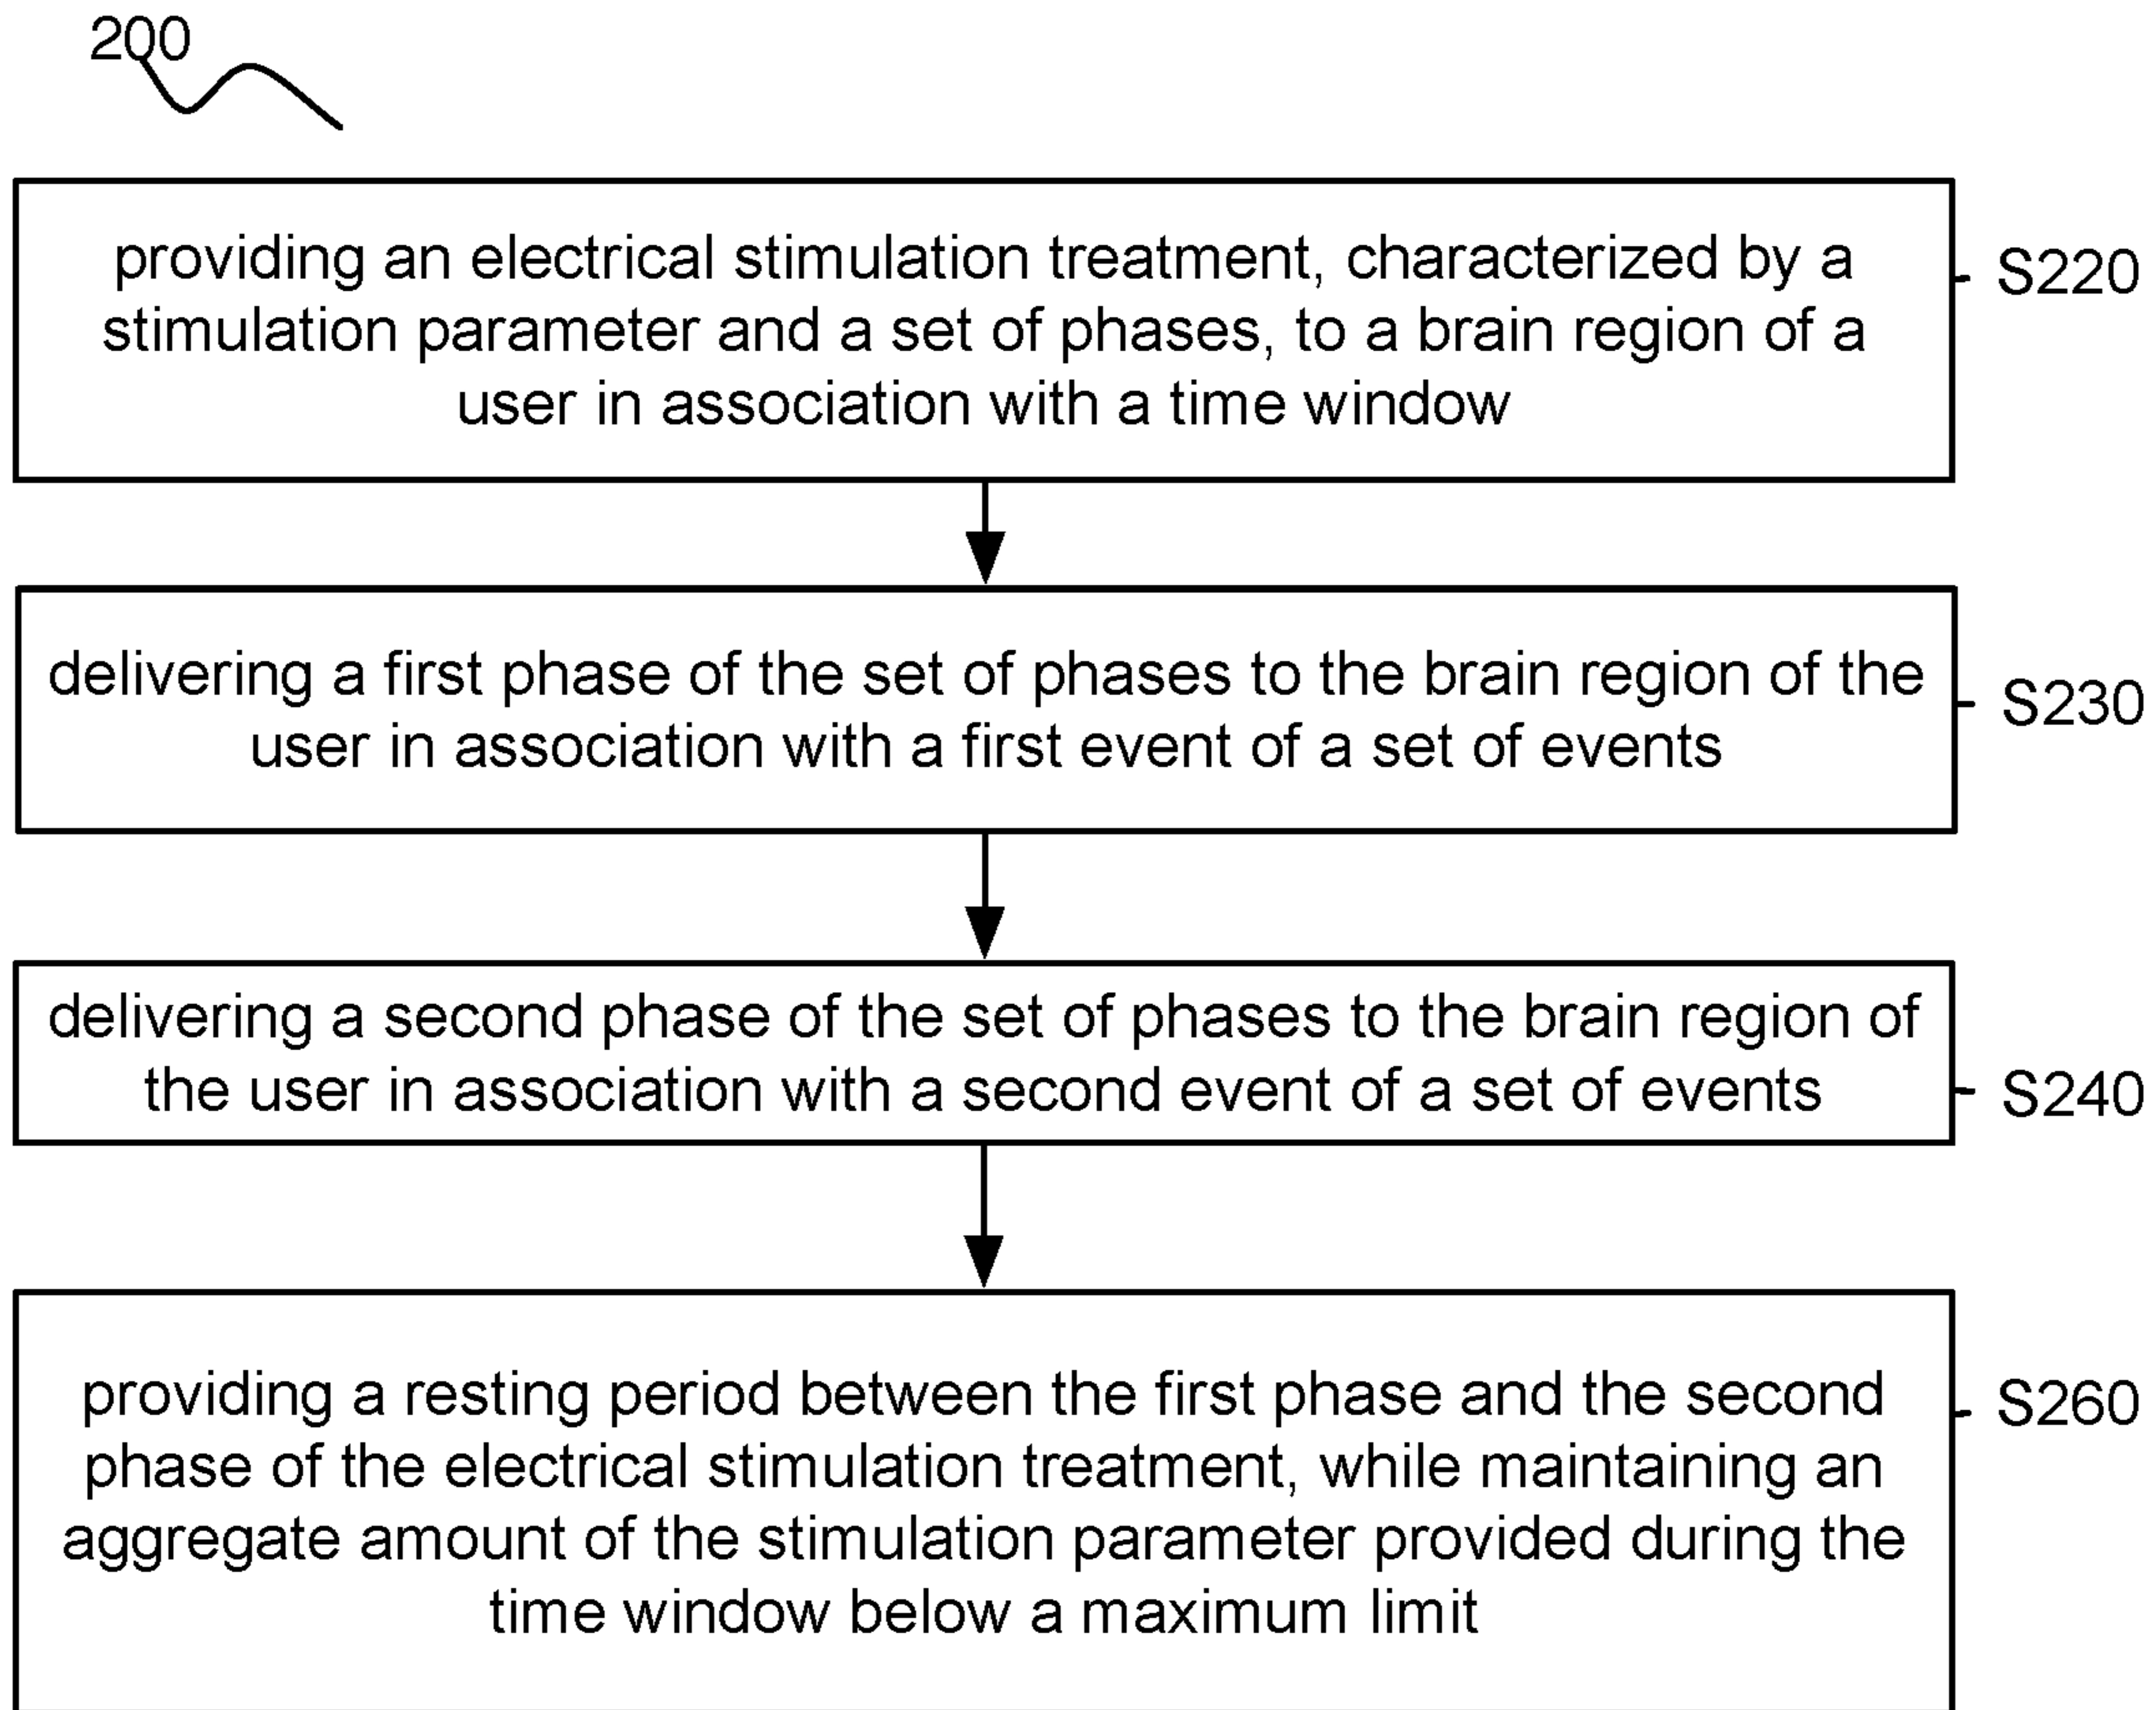 200
providing an electrical stimulation treatment, characterized by a
stimulation parameter and a set of phases, to a brain region of a
user in association with a time window
S220
delivering a first phase of the set of phases to the brain region of the
user in association with a first event of a set of events
S230
delivering a second phase of the set of phases to the brain region of
the user in association with a second event of a set of events
S240
providing a resting period between the first phase and the second
phase of the electrical stimulation treatment, while maintaining an
aggregate amount of the stimulation parameter provided during the
time window below a maximum limit
S260